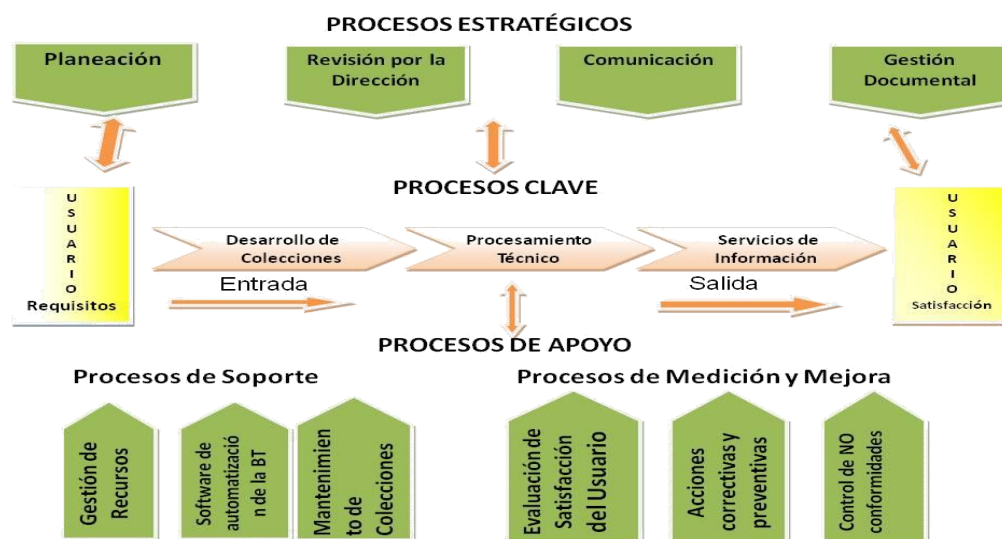 PROCESOS ESTRATÉGICOS
Planeación
Revisión por la
Dirección
Comunicación
Gestión
Documental
PROCESOS CLAVE
USUARIO
Requisitos
Desarrollo de
Colecciones
Procesamiento
Técnico
Servicios de
Información
USUARIO
Satisfacción
Entrada
Salida
PROCESOS DE APOYO
Procesos de Soporte
Procesos de Medición y Mejora
Gestión de
Recursos
Software de
automatizació
n de la BT
Mantenimien
to de
Colecciones
Evaluación de
Satisfacción
del Usuario
Acciones
correctivas y
preventivas
Control de NO
conformidades